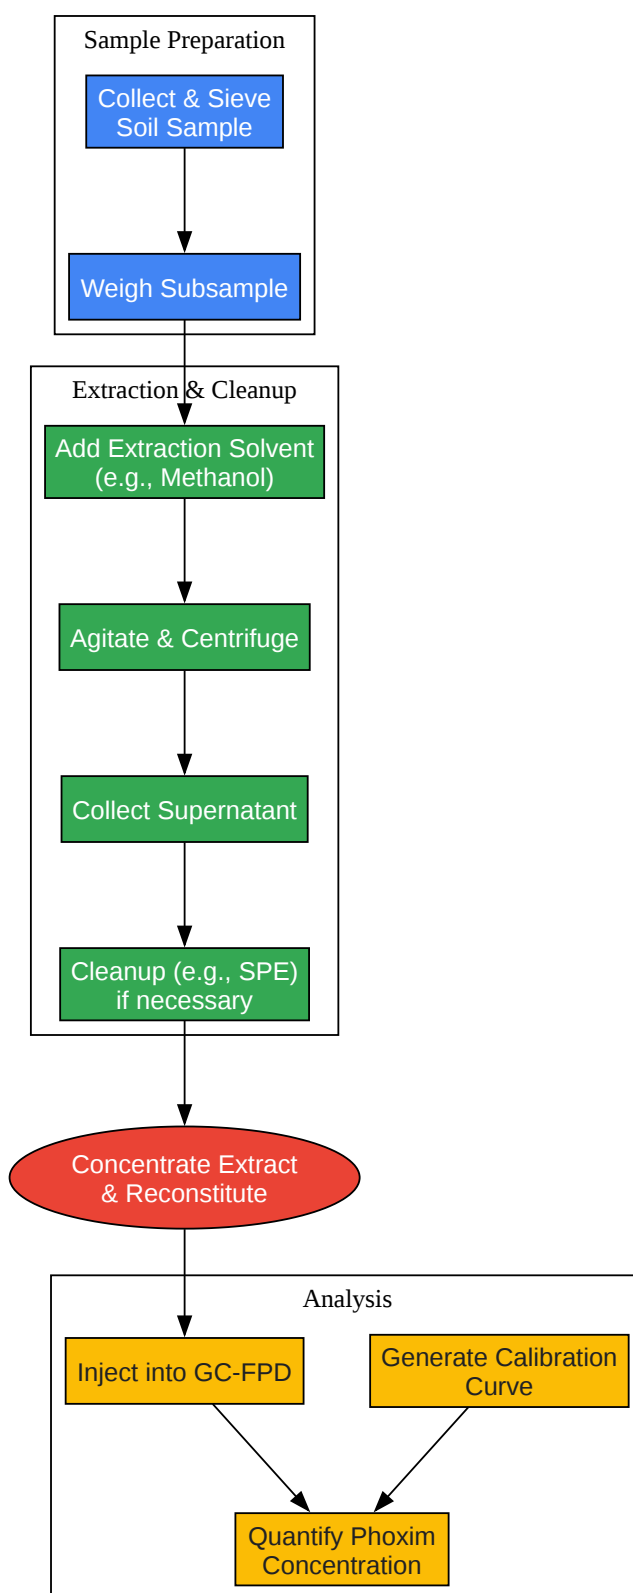 Sample Preparation
Collect & Sieve
Soil Sample
Weigh Subsample
Extraction & Cleanup
Add Extraction Solvent
(e.g., Methanol)
Agitate & Centrifuge
Collect Supernatant
Cleanup (e.g., SPE)
if necessary
Concentrate Extract
& Reconstitute
Analysis
Inject into GC-FPD
Generate Calibration
Curve
Quantify Phoxim
Concentration